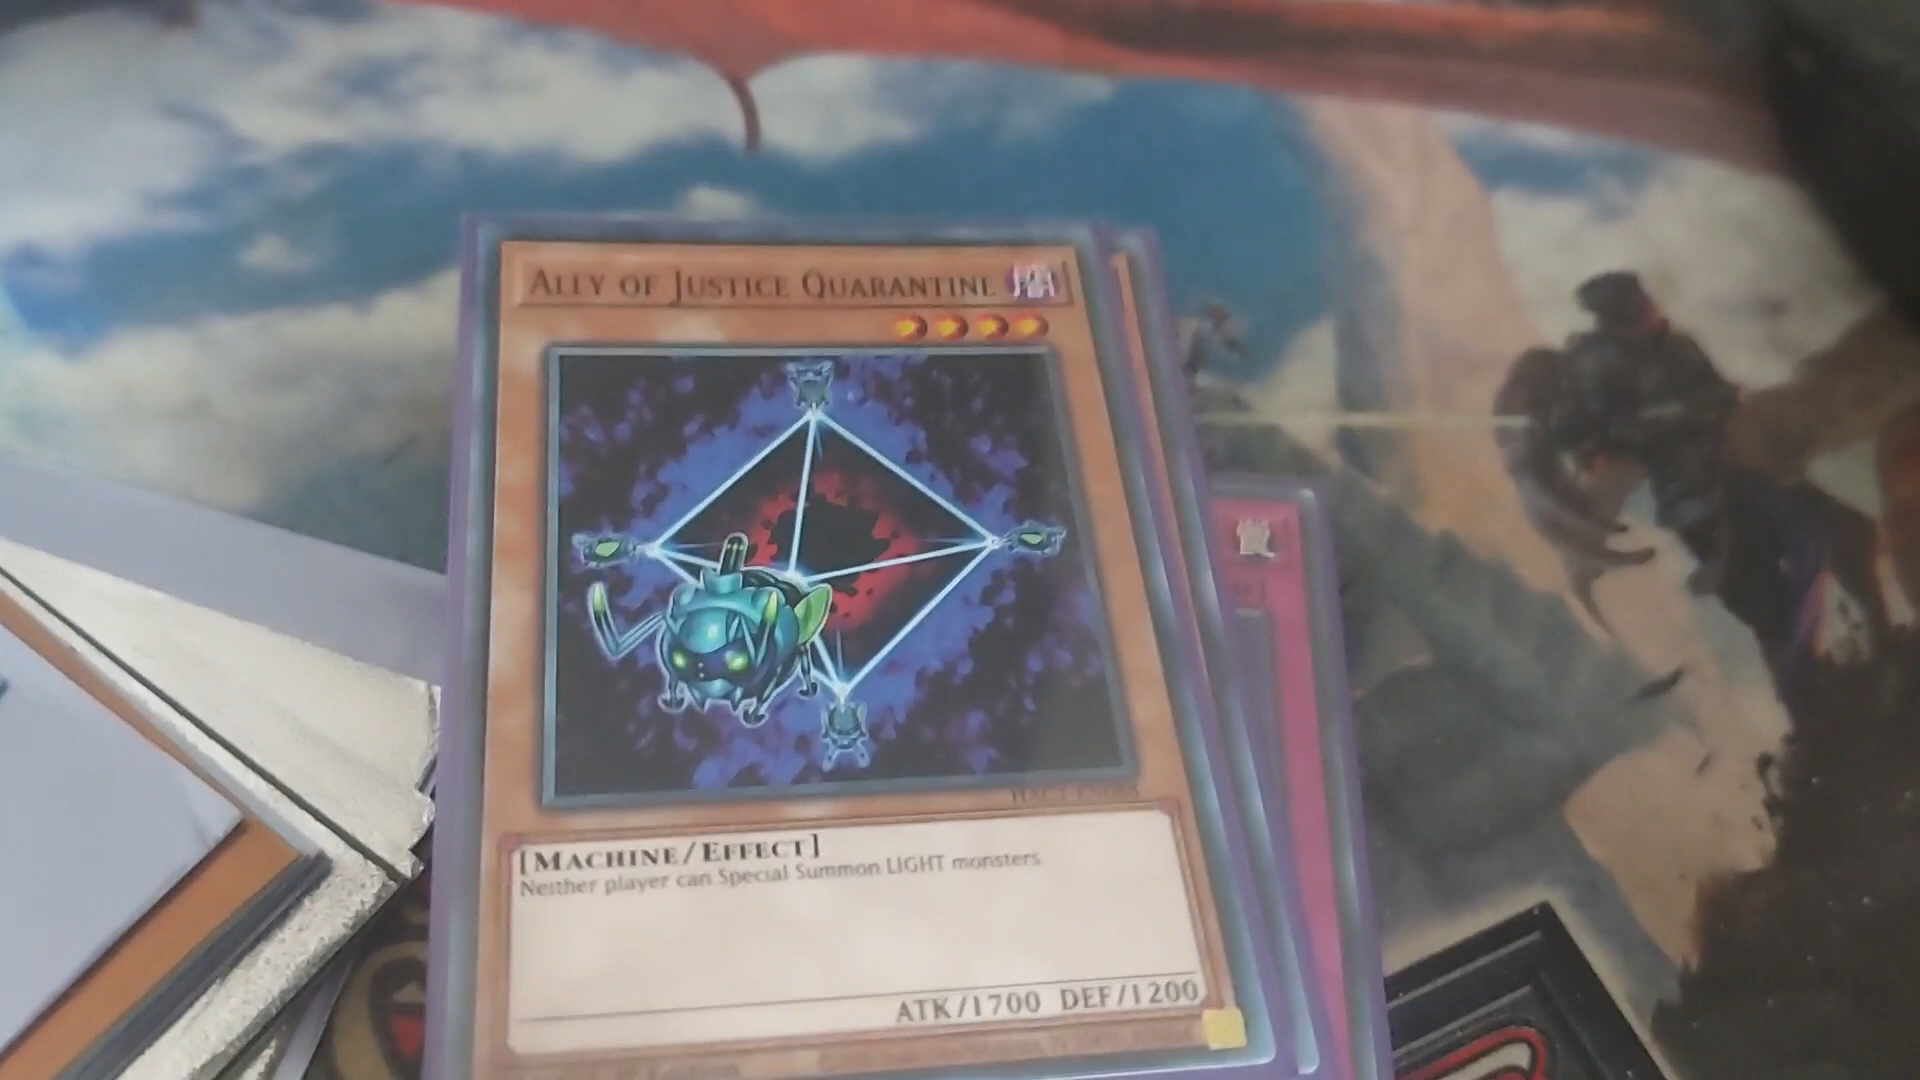 Ally of Justice Quarantine
[Machine/Effect]
Neither player can Special Summon LIGHT monsters.
ATK/1700 DEF/1200